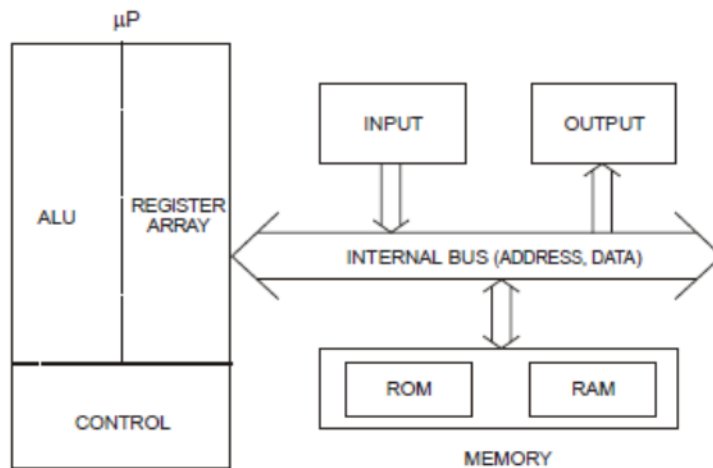 μP
ALU
REGISTER
ARRAY
CONTROL
INPUT
OUTPUT
INTERNAL BUS (ADDRESS, DATA)
ROM
RAM
MEMORY